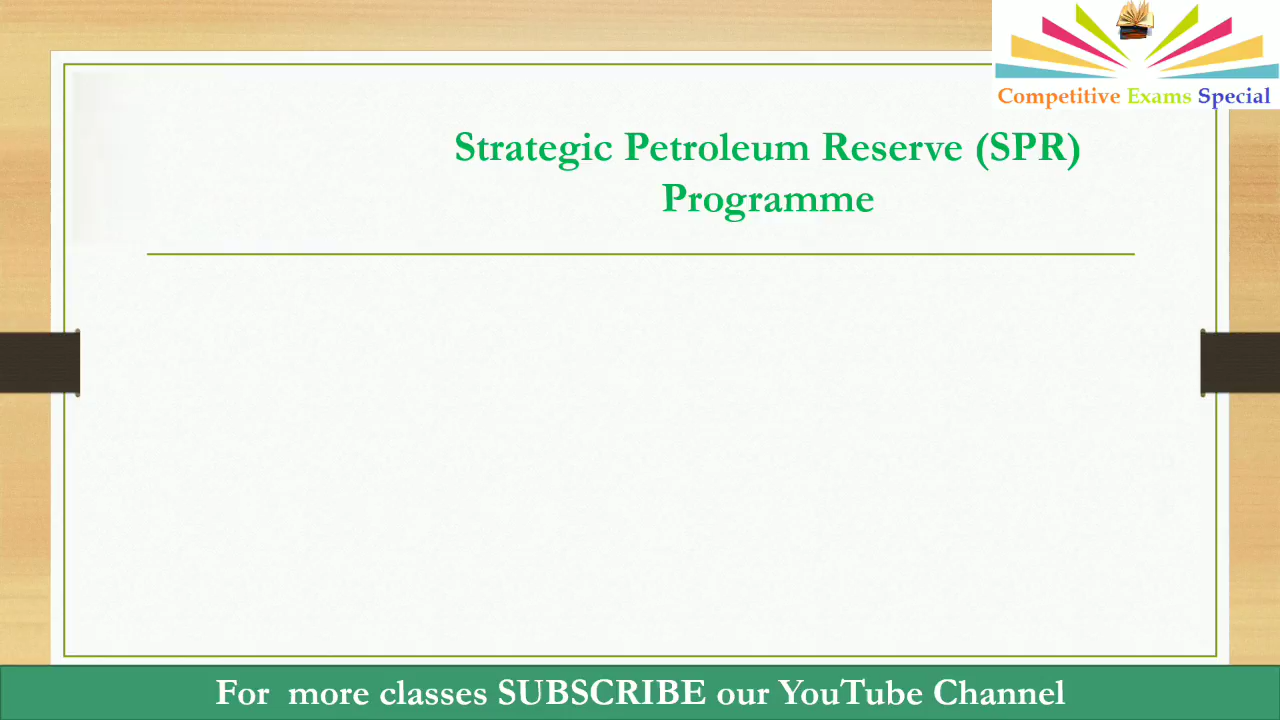 Competitive Exams Special
Strategic Petroleum Reserve (SPR)
Programme
For  more classes SUBSCRIBE our YouTube Channel